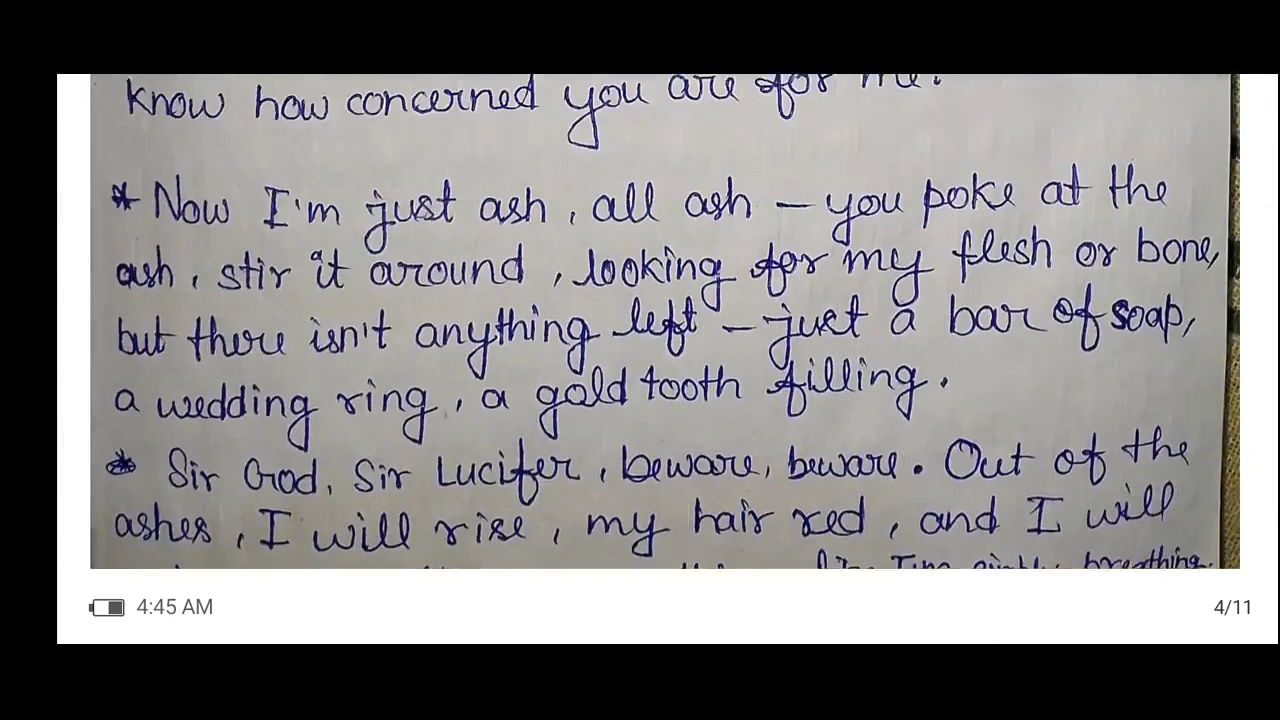 know how concerned you are for me.
* Now I'm just ash, all ash – you poke at the
ash, stir it around, looking for my flesh or bone,
but there isn't anything left – just a bar of soap,
a wedding ring, a gold tooth filling.
* Sir God, Sir Lucifer, beware, beware. Out of the
ashes, I will rise, my hair red, and I will
breathing.
4:45 AM
4/11